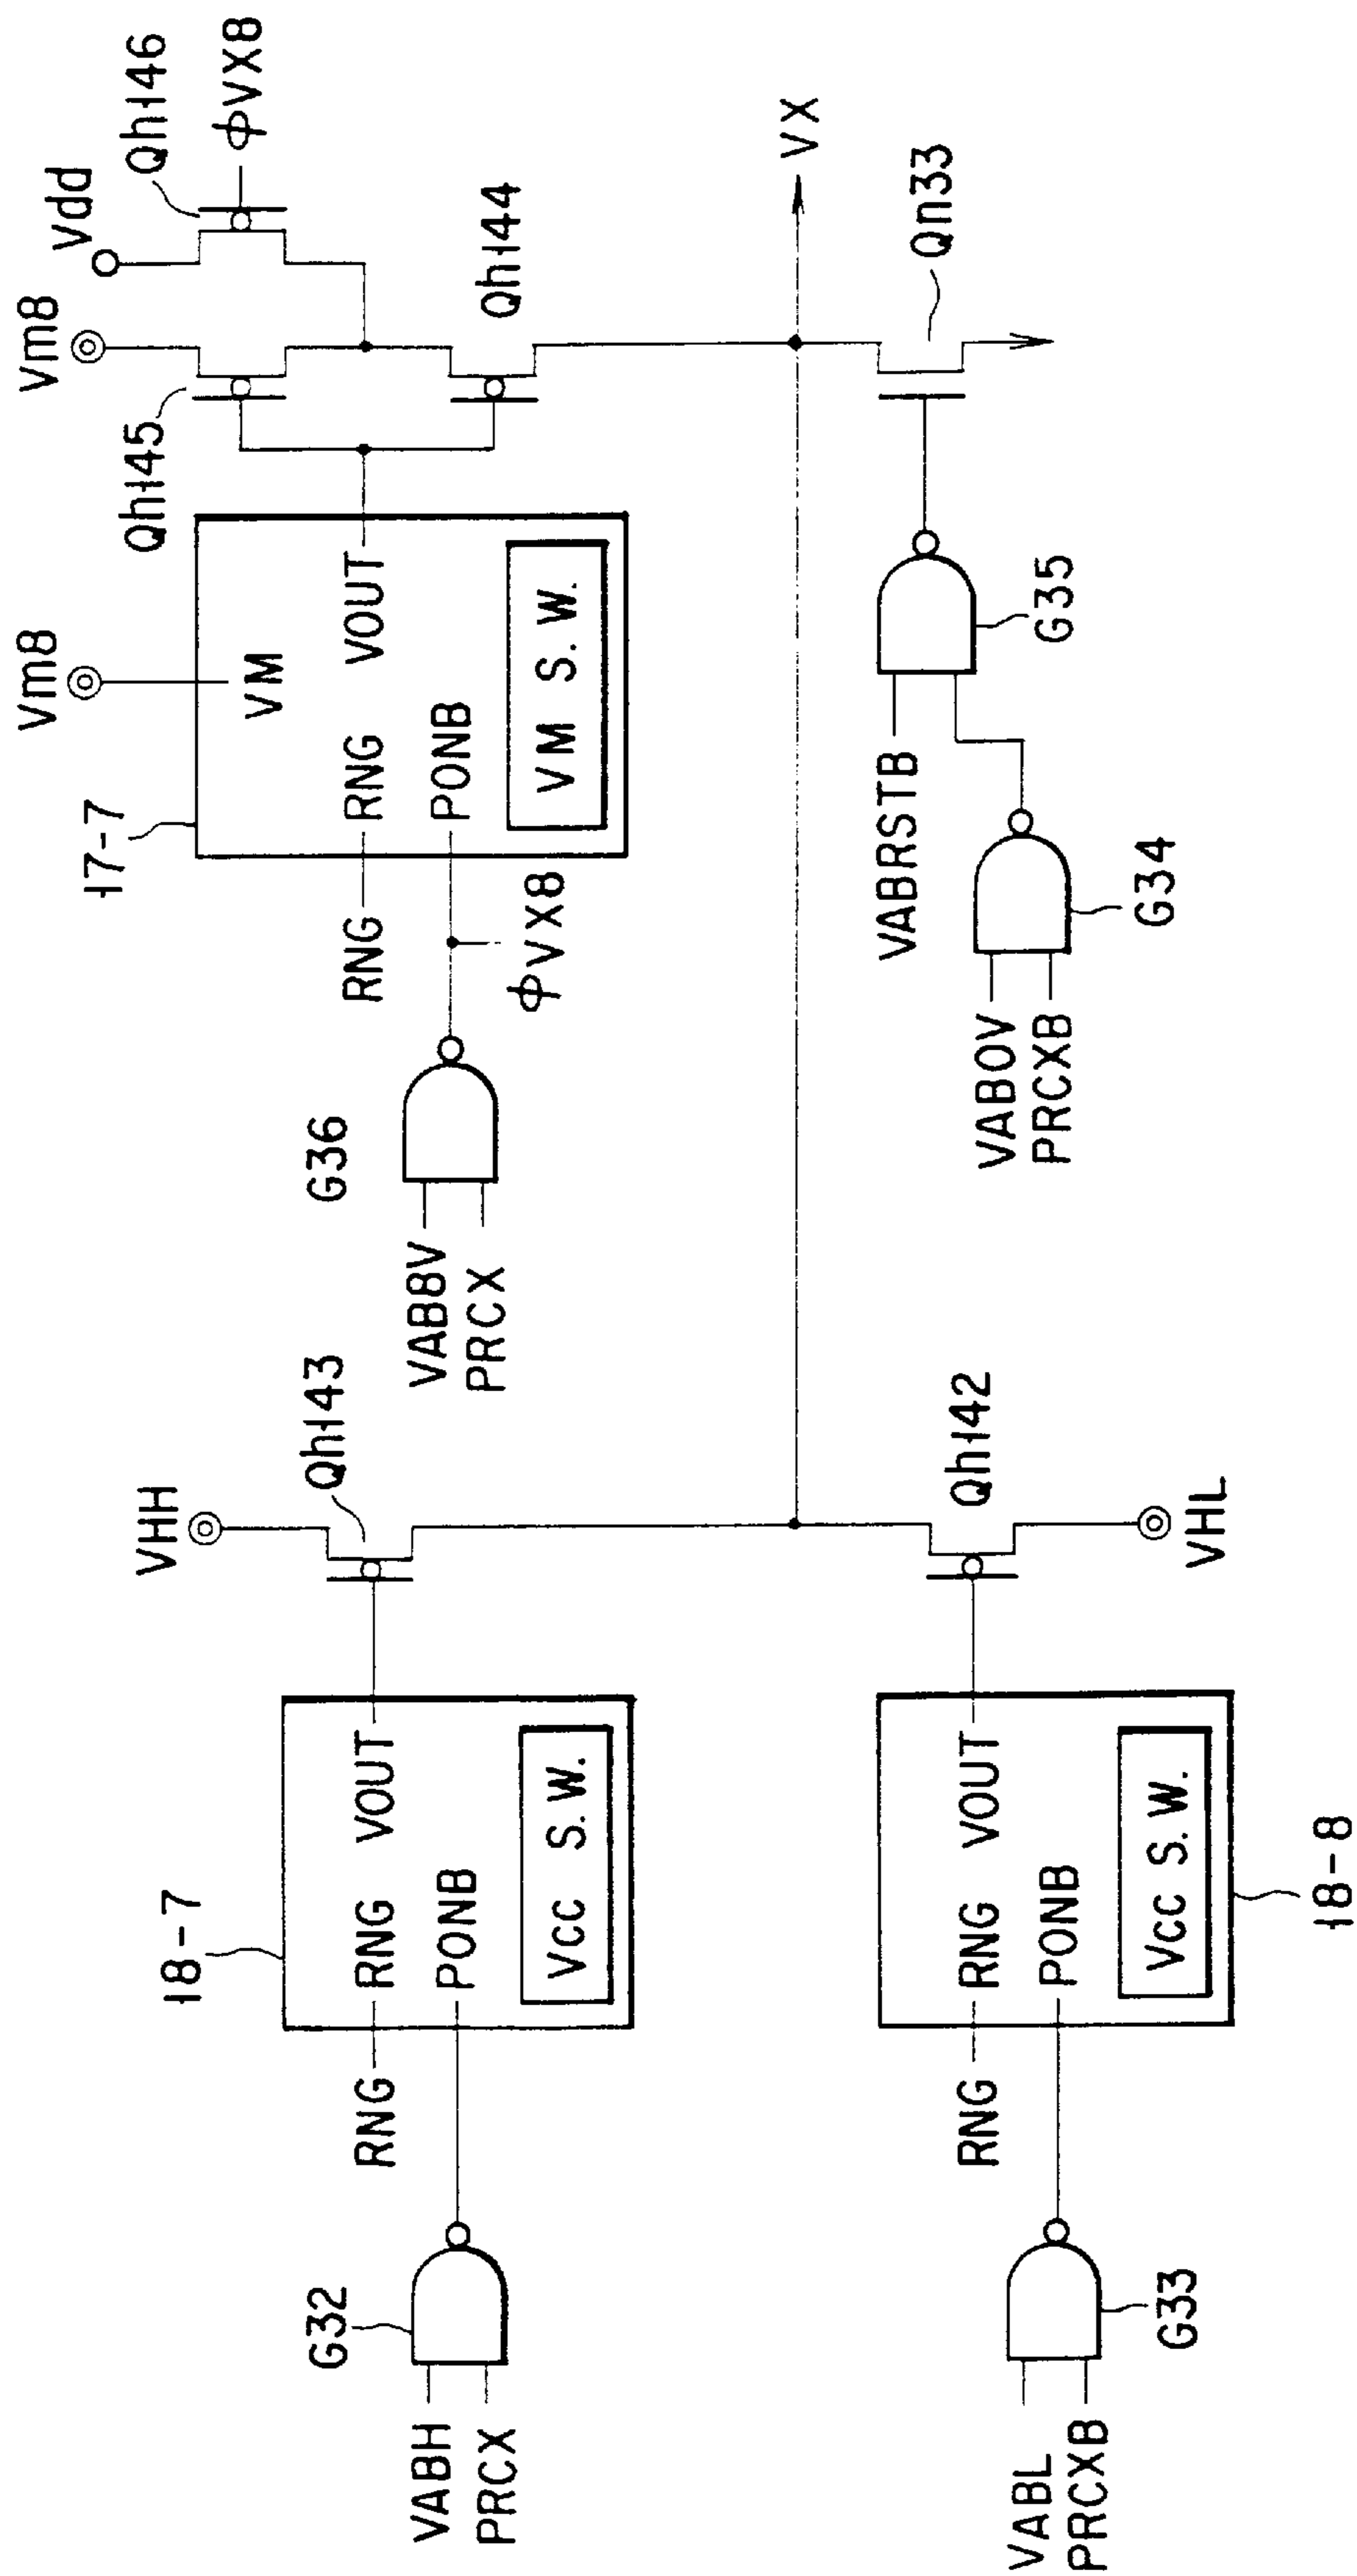 VHH
Qh143
18-7
RNG
RNG
VOUT
PONB
Vcc S.W.
G32
VABH
PRCX
Vm8
Vm8
Vdd
Qh146
ΦVX8
Qh145
Qh144
17-7
VM
RNG
RNG
VOUT
PONB
VM S.W.
G36
VAB8V
PRCX
ΦVX8
VX
Qh142
VHL
18-8
RNG
RNG
VOUT
PONB
Vcc S.W.
G33
VABL
PRCXB
VABRSTB
G35
Qn33
VAB0V
PRCXB
G34